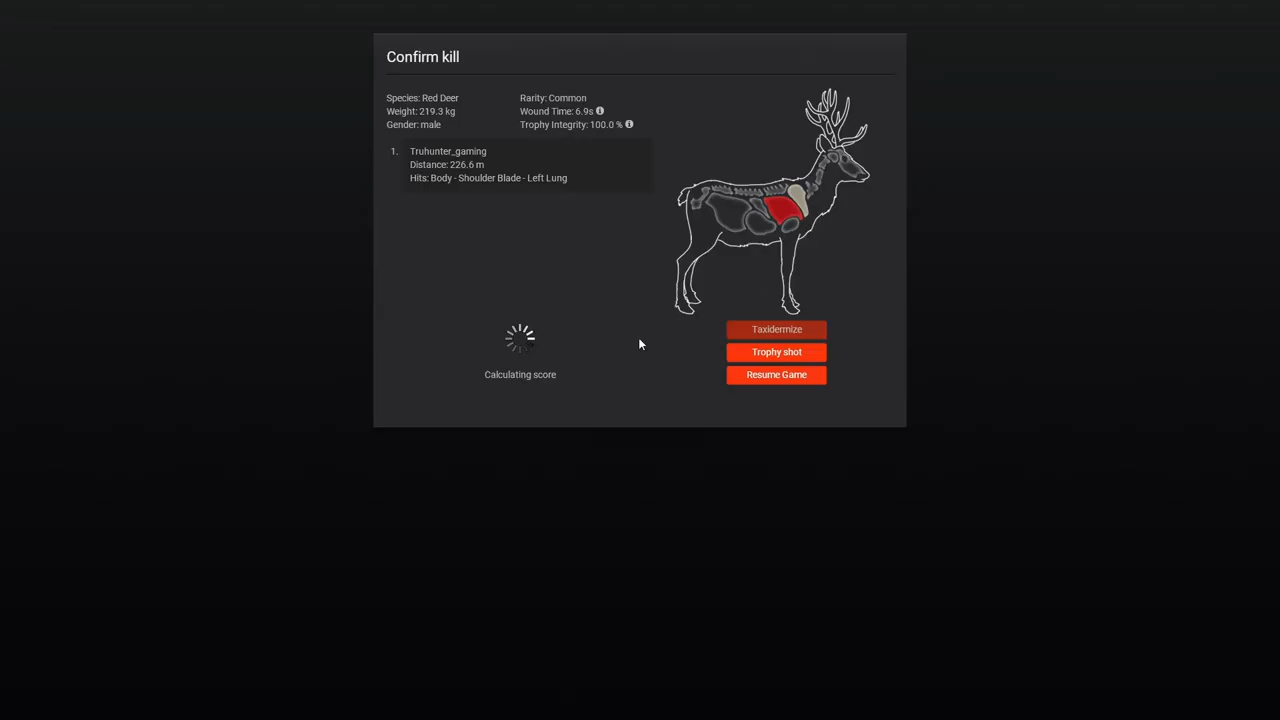 Confirm kill
Species: Red Deer
Weight: 219.3 kg
Gender: male
Rarity: Common
Wound Time: 6.9s
Trophy Integrity: 100.0 %
1. Truhunter_gaming
Distance: 226.6 m
Hits: Body - Shoulder Blade - Left Lung
Calculating score
Taxidermize
Trophy shot
Resume Game